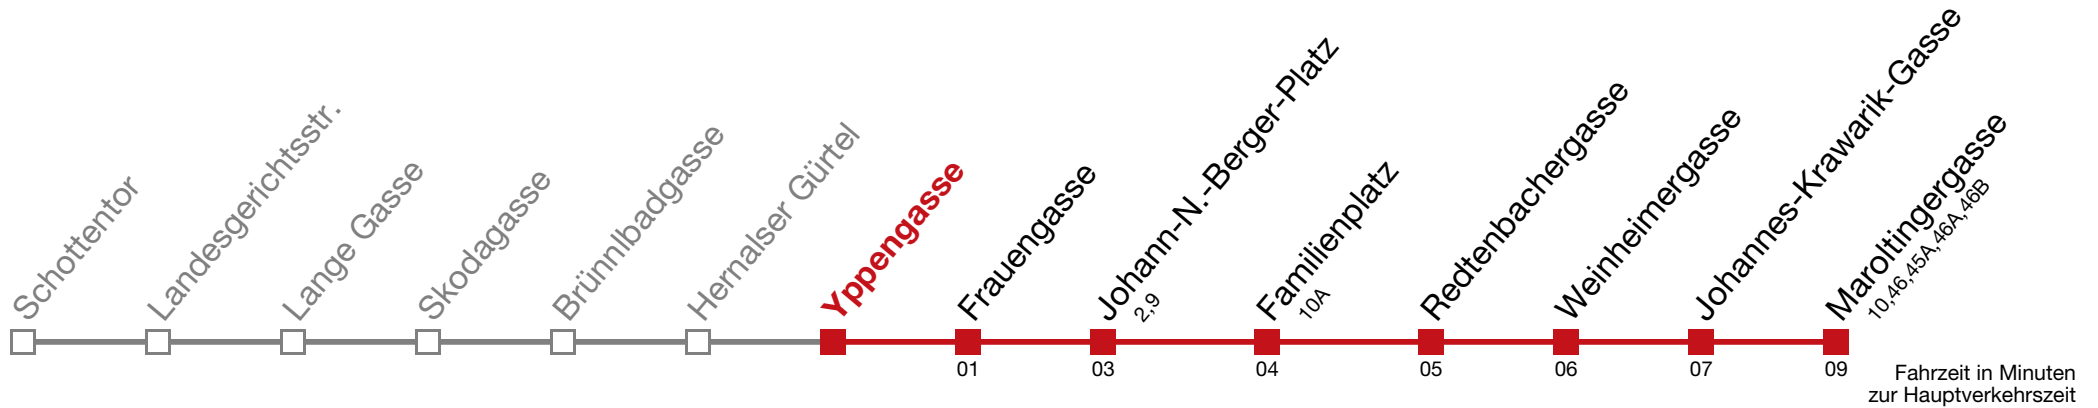 Schottentor
Landesgerichtsstr.
Lange Gasse
Skodagasse
Brünnlbadgasse
Hernalser Gürtel
Yppengasse
Frauengasse
Johann-N.-Berger-Platz
2,9
Familienplatz
10A
Redtenbachergasse
Weinheimergasse
Johannes-Krawarik-Gasse
Maroltingergasse
10,46,45A,46A,46B
01
03
04
05
06
07
09
Fahrzeit in Minuten
zur Hauptverkehrszeit